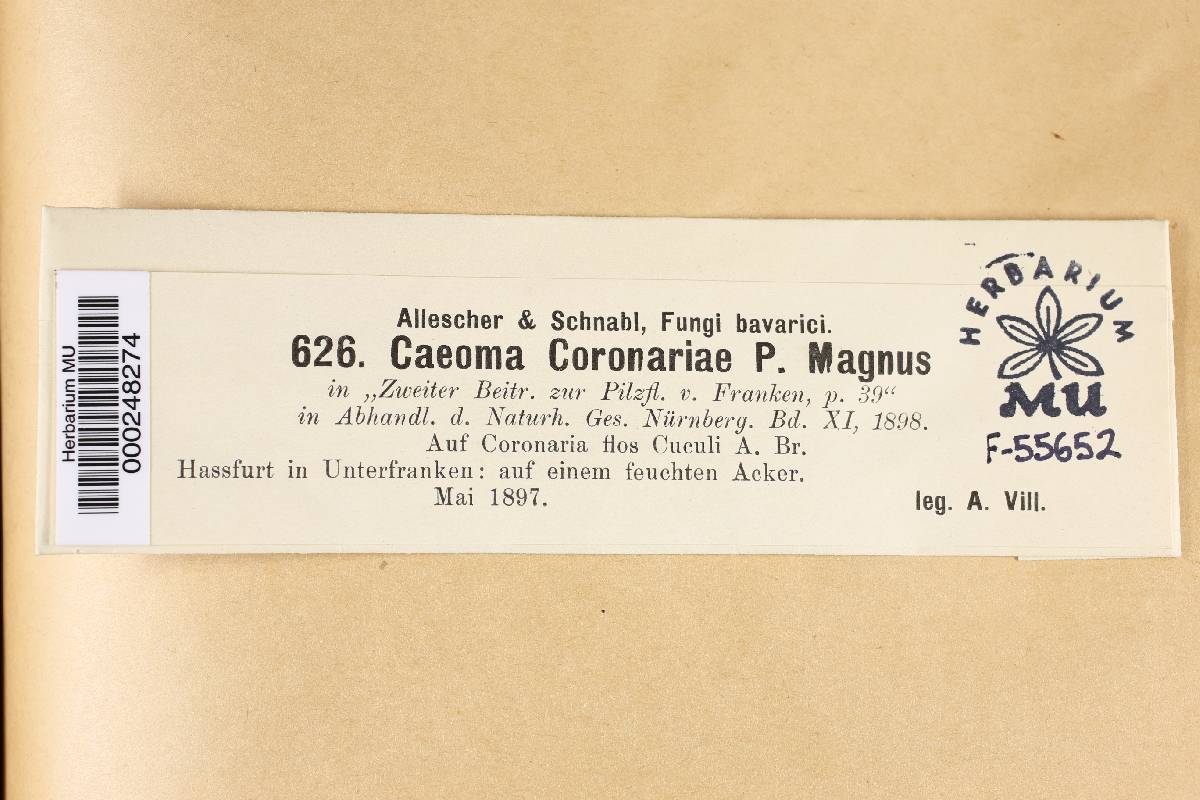 Allescher & Schnabl, Fungi bavarici.
626. Caeoma Coronariae P. Magnus
in „Zweiter Beitr. zur Pilzfl. v. Franken, p. 39“
in Abhandl. d. Naturh. Ges. Nürnberg. Bd. XI, 1898.
Auf Coronaria flos Cuculi A. Br.
Hassfurt in Unterfranken: auf einem feuchten Acker.
Mai 1897.
leg. A. Vill.
HERBARIUM
MU
F-55652
Herbarium MU
000248274